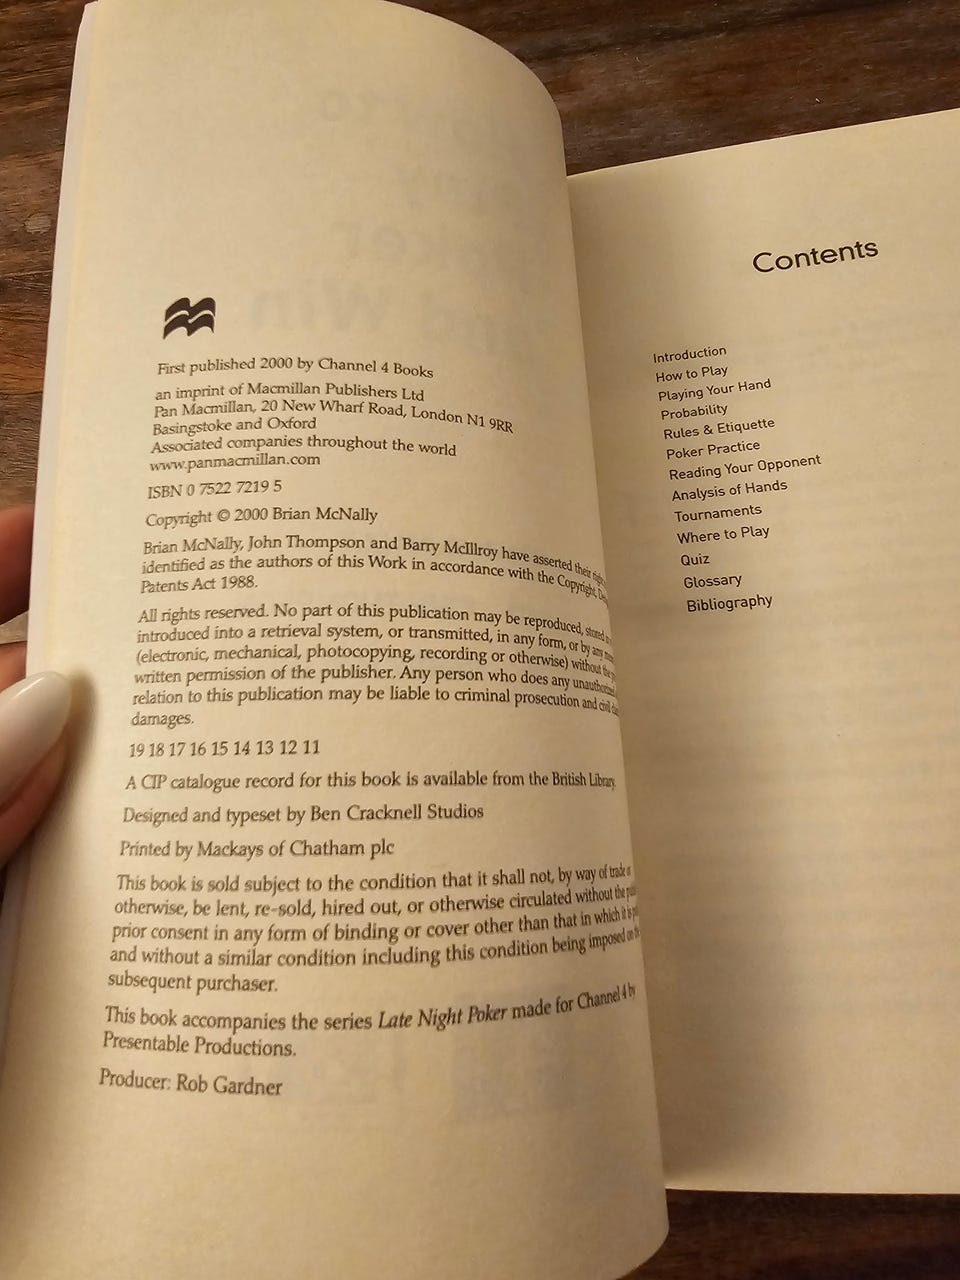 First published 2000 by Channel 4 Books
an imprint of Macmillan Publishers Ltd
Pan Macmillan, 20 New Wharf Road, London N1 9RR
Basingstoke and Oxford
Associated companies throughout the world
www.panmacmillan.com
ISBN 0 7522 7219 5
Copyright © 2000 Brian McNally
Brian McNally, John Thompson and Barry McIllroy have asserted their
identified as the authors of this Work in accordance with the Copyright,
Patents Act 1988.
All rights reserved. No part of this publication may be reproduced, stored
introduced into a retrieval system, or transmitted, in any form, or by any
(electronic, mechanical, photocopying, recording or otherwise) without the
written permission of the publisher. Any person who does any
relation to this publication may be liable to criminal prosecution and civil
damages.
19 18 17 16 15 14 13 12 11
A CIP catalogue record for this book is available from the British Library
Designed and typeset by Ben Cracknell Studios
Printed by Mackays of Chatham plc
This book is sold subject to the condition that it shall not, by way of trade or
otherwise, be lent, re-sold, hired out, or otherwise circulated without the
prior consent in any form of binding or cover other than that in which it is
and without a similar condition including this condition being imposed on
subsequent purchaser.
This book accompanies the series Late Night Poker made for Channel 4 by
Presentable Productions.
Producer: Rob Gardner
Contents
Introduction
How to Play
Playing Your Hand
Probability
Rules & Etiquette
Poker Practice
Reading Your Opponent
Analysis of Hands
Tournaments
Where to Play
Quiz
Glossary
Bibliography